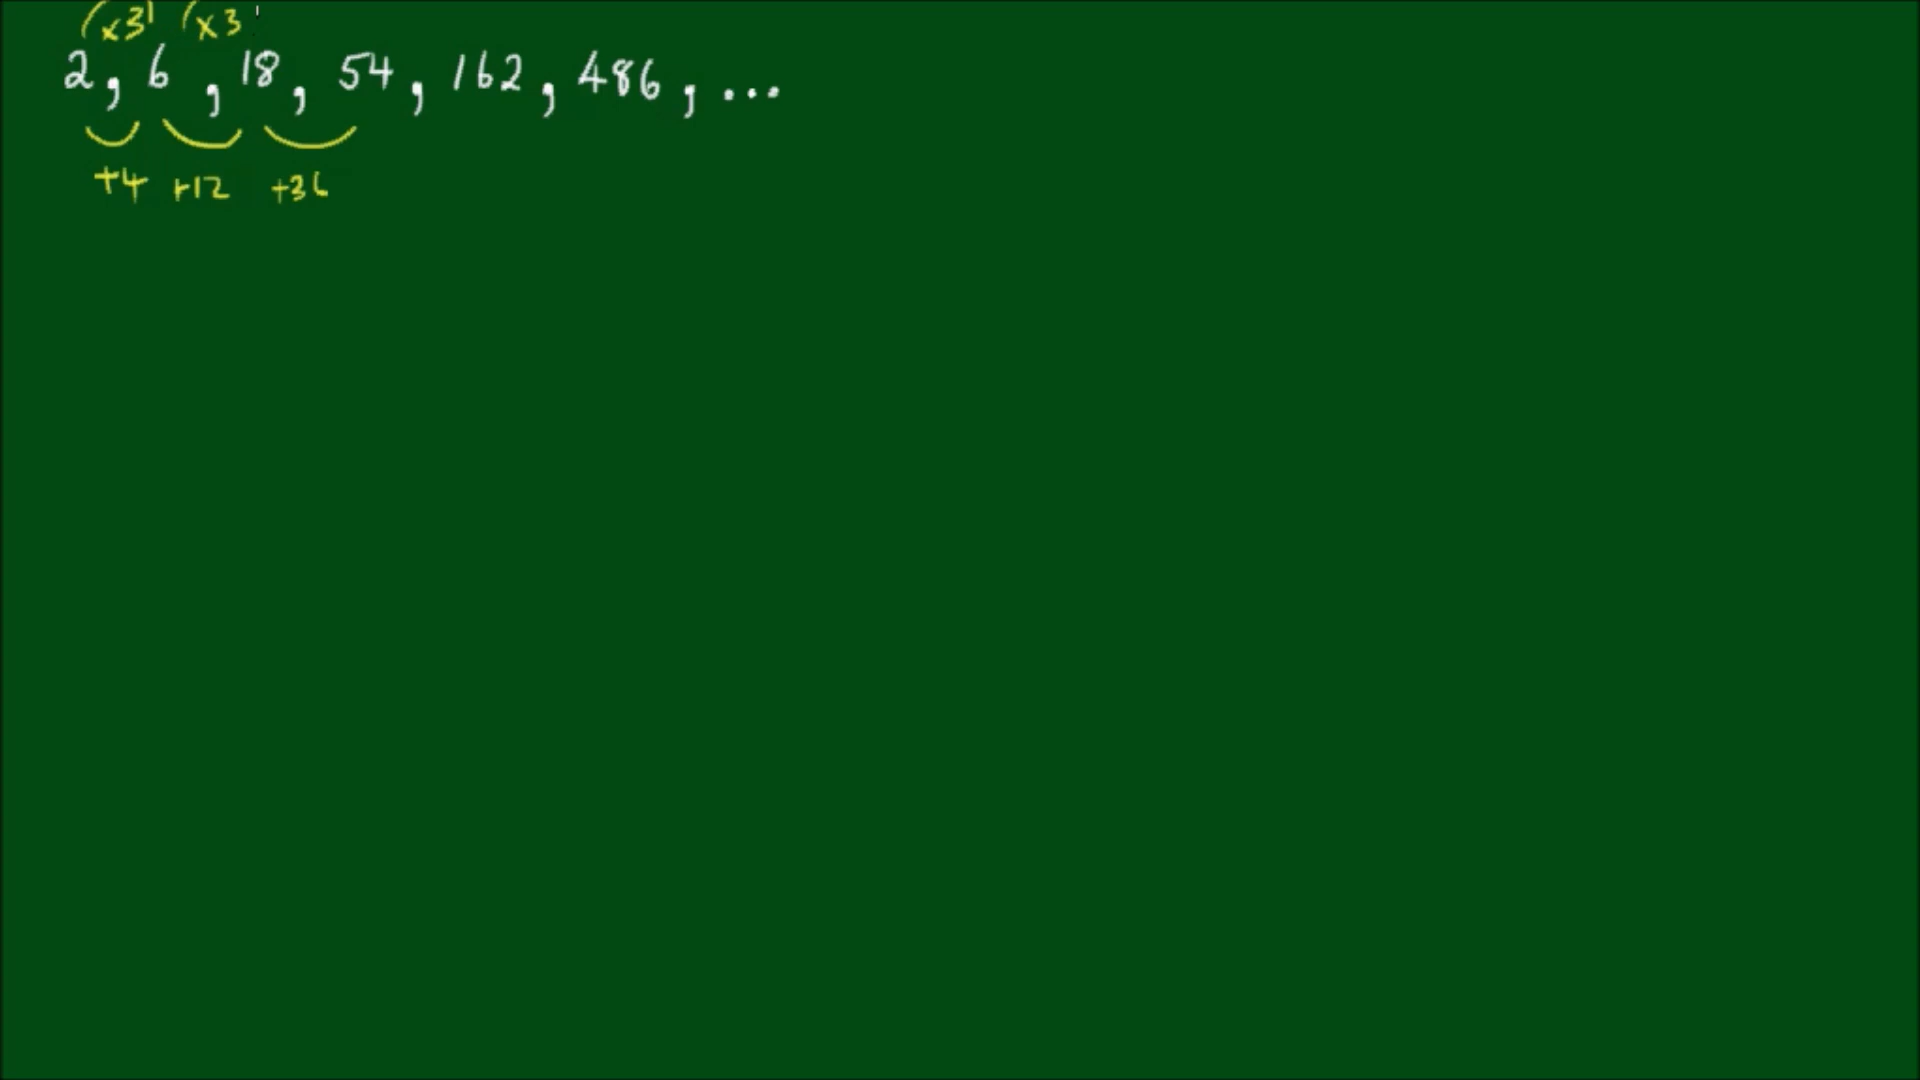 (x3) (x3
2, 6, 18, 54, 162, 486, ...
+4 +12 +36